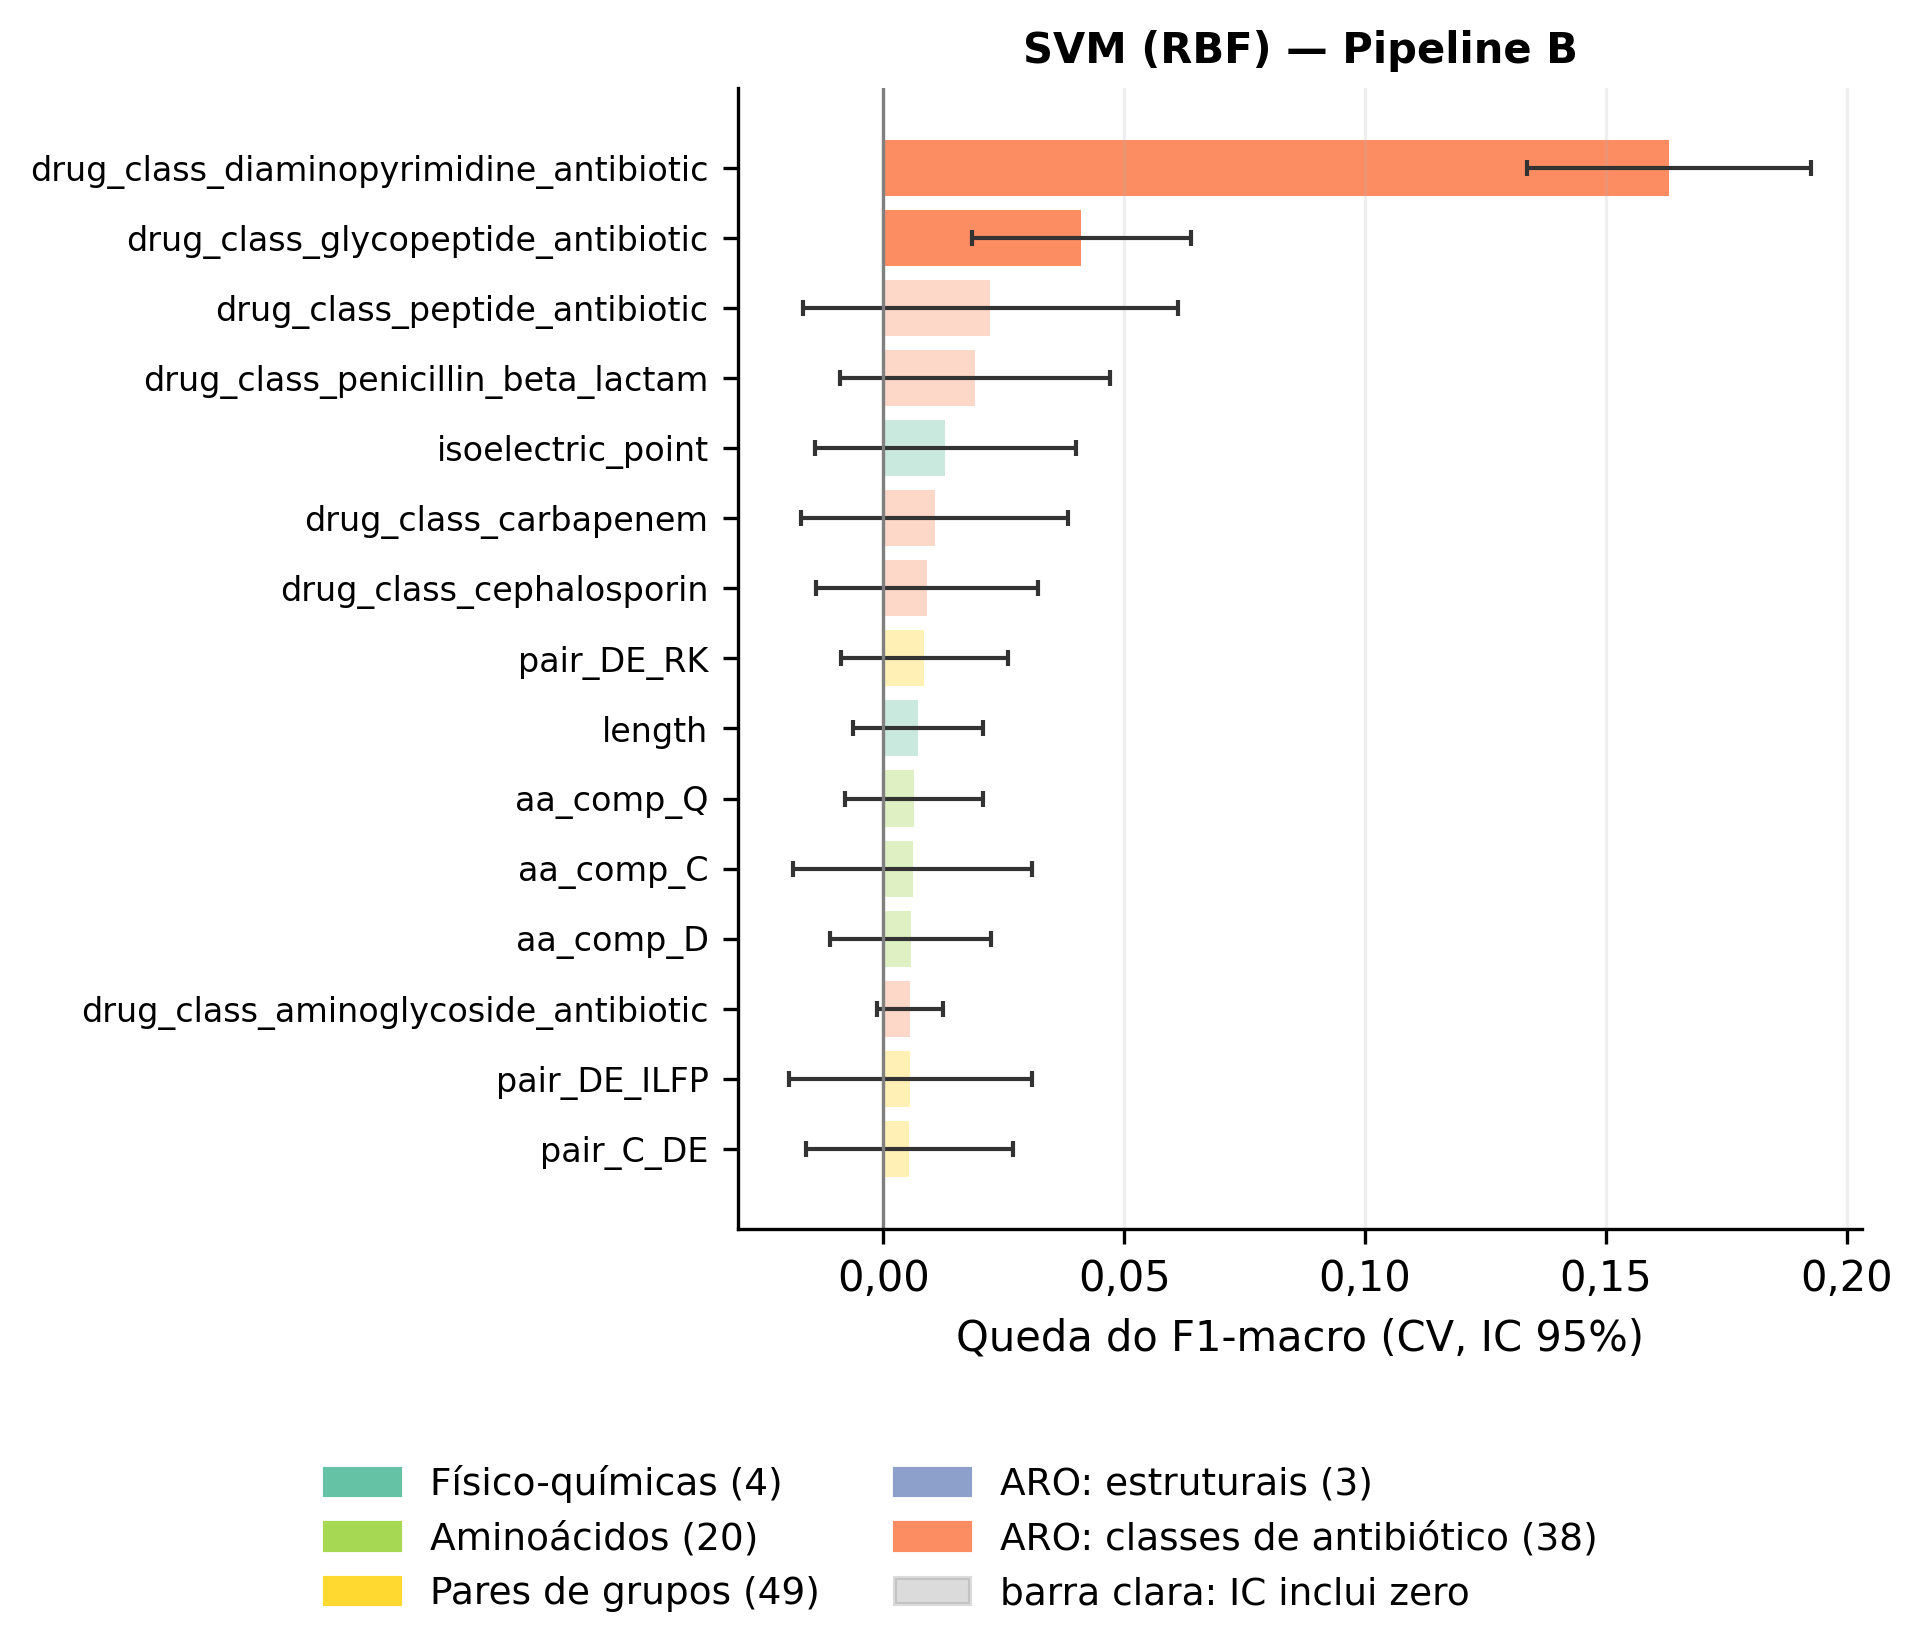 SVM (RBF) — Pipeline B
drug_class_diaminopyrimidine_antibiotic
drug_class_glycopeptide_antibiotic
drug_class_peptide_antibiotic
drug_class_penicillin_beta_lactam
isoelectric_point
drug_class_carbapenem
drug_class_cephalosporin
pair_DE_RK
length
aa_comp_Q
aa_comp_C
aa_comp_D
drug_class_aminoglycoside_antibiotic
pair_DE_ILFP
pair_C_DE
0,00 0,05 0,10 0,15 0,20
Queda do F1-macro (CV, IC 95%)
Físico-químicas (4)
Aminoácidos (20)
Pares de grupos (49)
ARO: estruturais (3)
ARO: classes de antibiótico (38)
barra clara: IC inclui zero